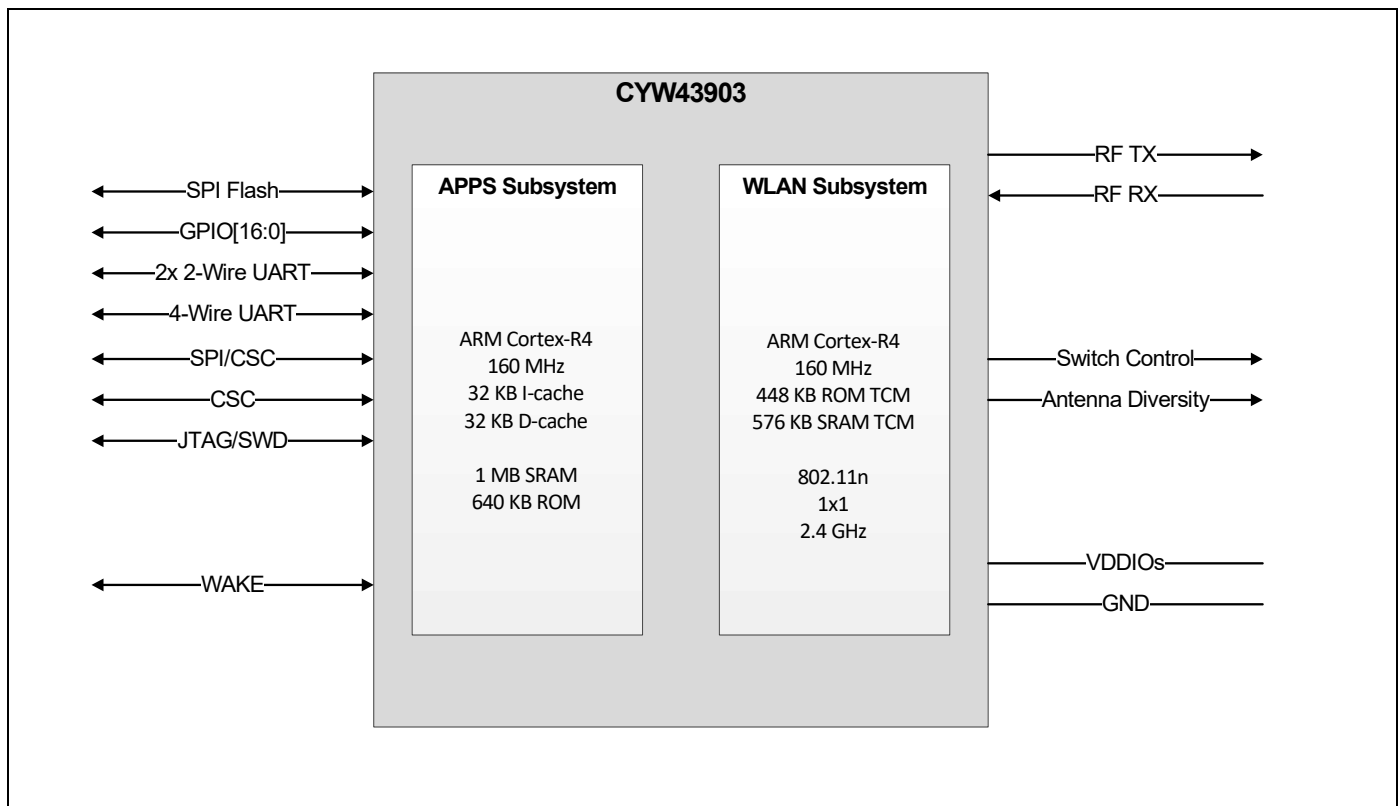 CYW43903
SPI Flash
GPIO[16:0]
2x 2-Wire UART
4-Wire UART
SPI/CSC
CSC
JTAG/SWD
WAKE
APPS Subsystem
ARM Cortex-R4
160 MHz
32 KB I-cache
32 KB D-cache
1 MB SRAM
640 KB ROM
WLAN Subsystem
ARM Cortex-R4
160 MHz
448 KB ROM TCM
576 KB SRAM TCM
802.11n
1x1
2.4 GHz
RF TX
RF RX
Switch Control
Antenna Diversity
VDDIOs
GND